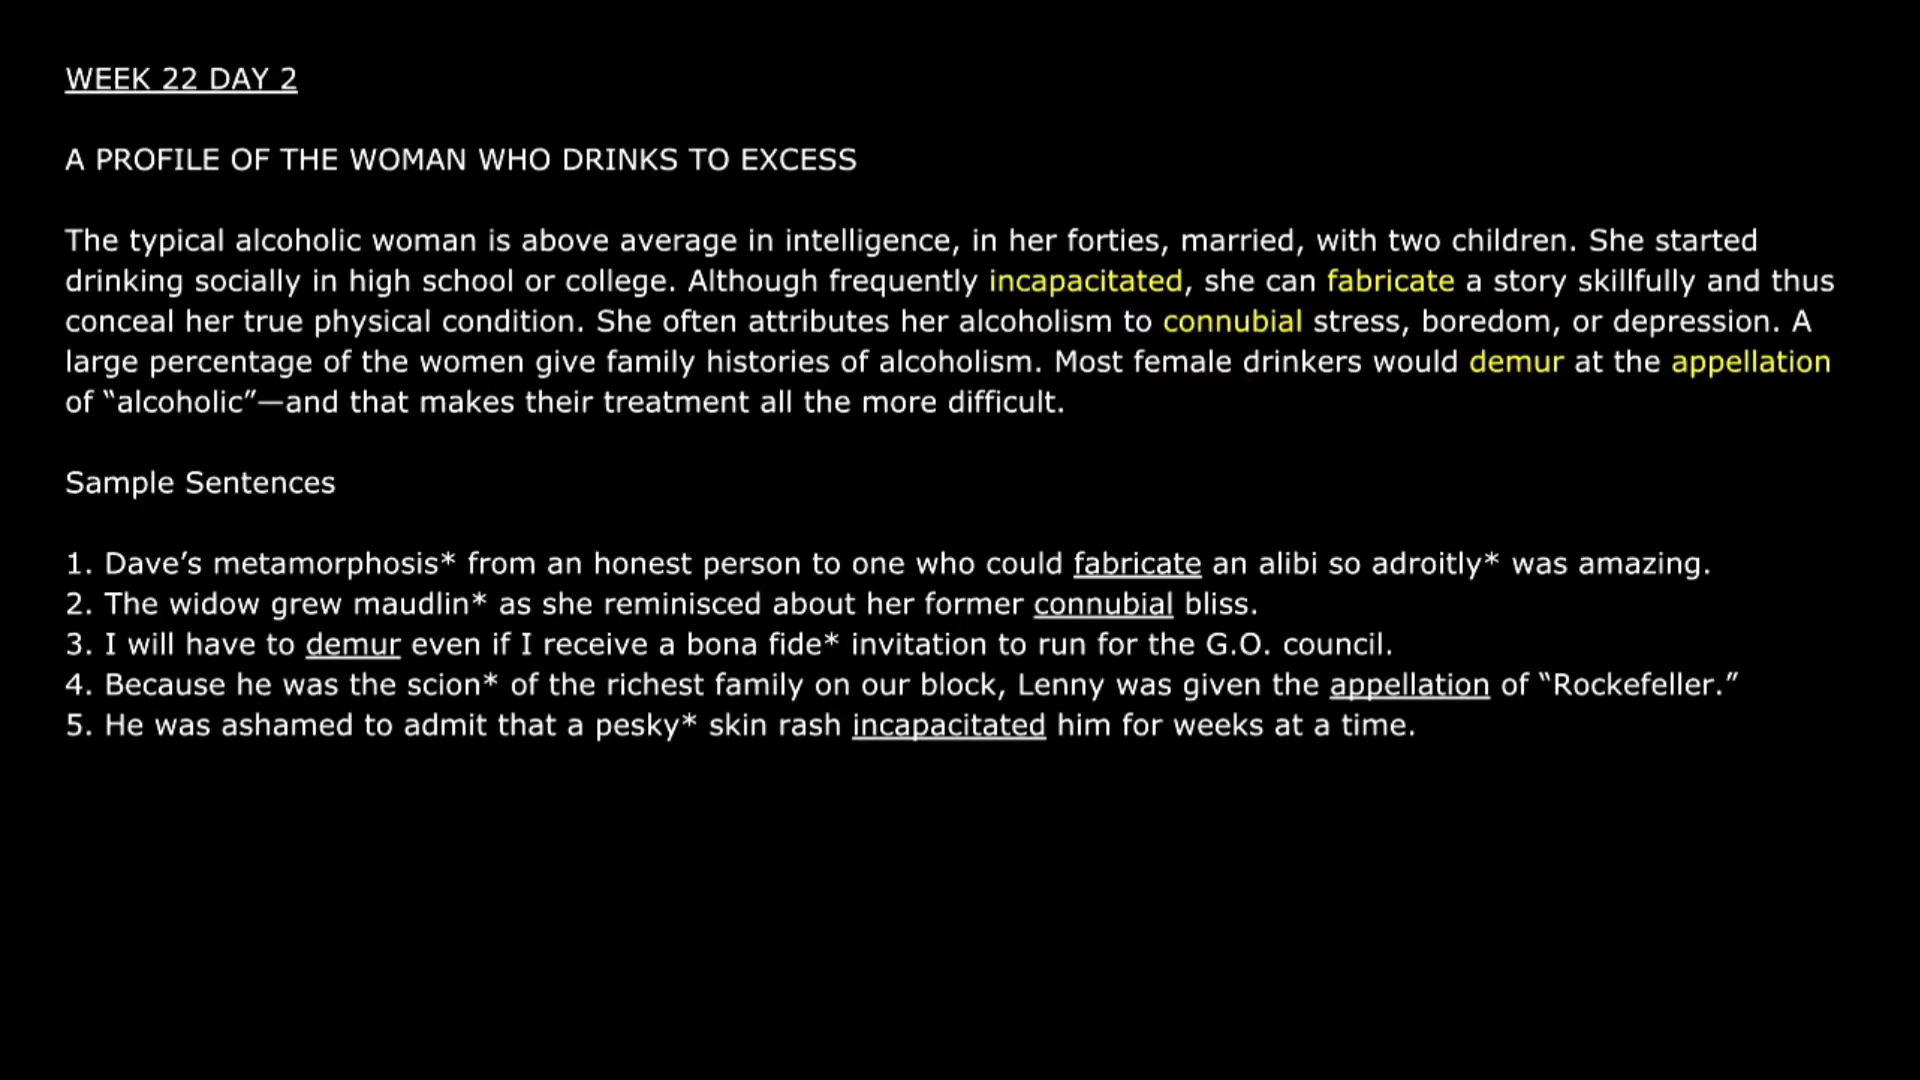 WEEK 22 DAY 2
A PROFILE OF THE WOMAN WHO DRINKS TO EXCESS
The typical alcoholic woman is above average in intelligence, in her forties, married, with two children. She started
drinking socially in high school or college. Although frequently incapacitated, she can fabricate a story skillfully and thus
conceal her true physical condition. She often attributes her alcoholism to connubial stress, boredom, or depression. A
large percentage of the women give family histories of alcoholism. Most female drinkers would demur at the appellation
of “alcoholic”—and that makes their treatment all the more difficult.
Sample Sentences
1. Dave’s metamorphosis* from an honest person to one who could fabricate an alibi so adroitly* was amazing.
2. The widow grew maudlin* as she reminisced about her former connubial bliss.
3. I will have to demur even if I receive a bona fide* invitation to run for the G.O. council.
4. Because he was the scion* of the richest family on our block, Lenny was given the appellation of “Rockefeller.”
5. He was ashamed to admit that a pesky* skin rash incapacitated him for weeks at a time.